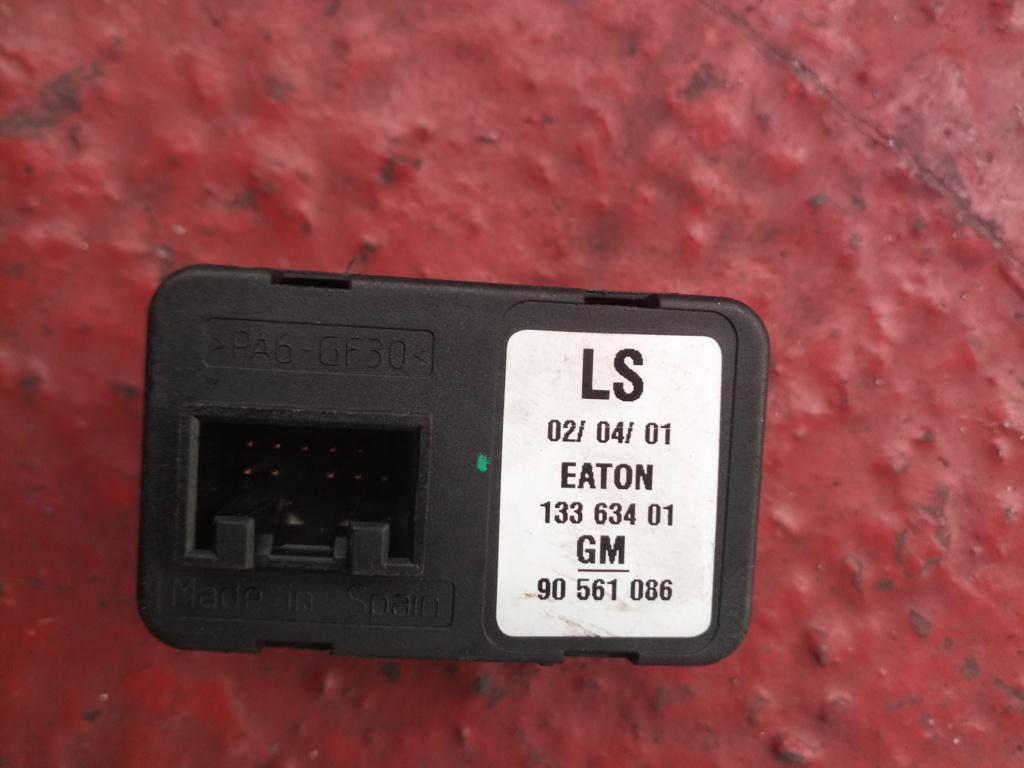 >PA6-GF30<
Made in Spain
LS
02/ 04/ 01
EATON
133 634 01
GM
90 561 086